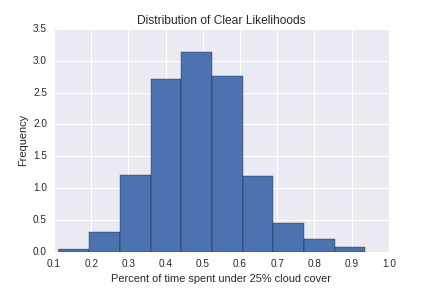 Distribution of Clear Likelihoods
3.5
3.0
2.5
2.0
1.5
1.0
0.5
0.0
Frequency
0.1 0.2 0.3 0.4 0.5 0.6 0.7 0.8 0.9 1.0
Percent of time spent under 25% cloud cover